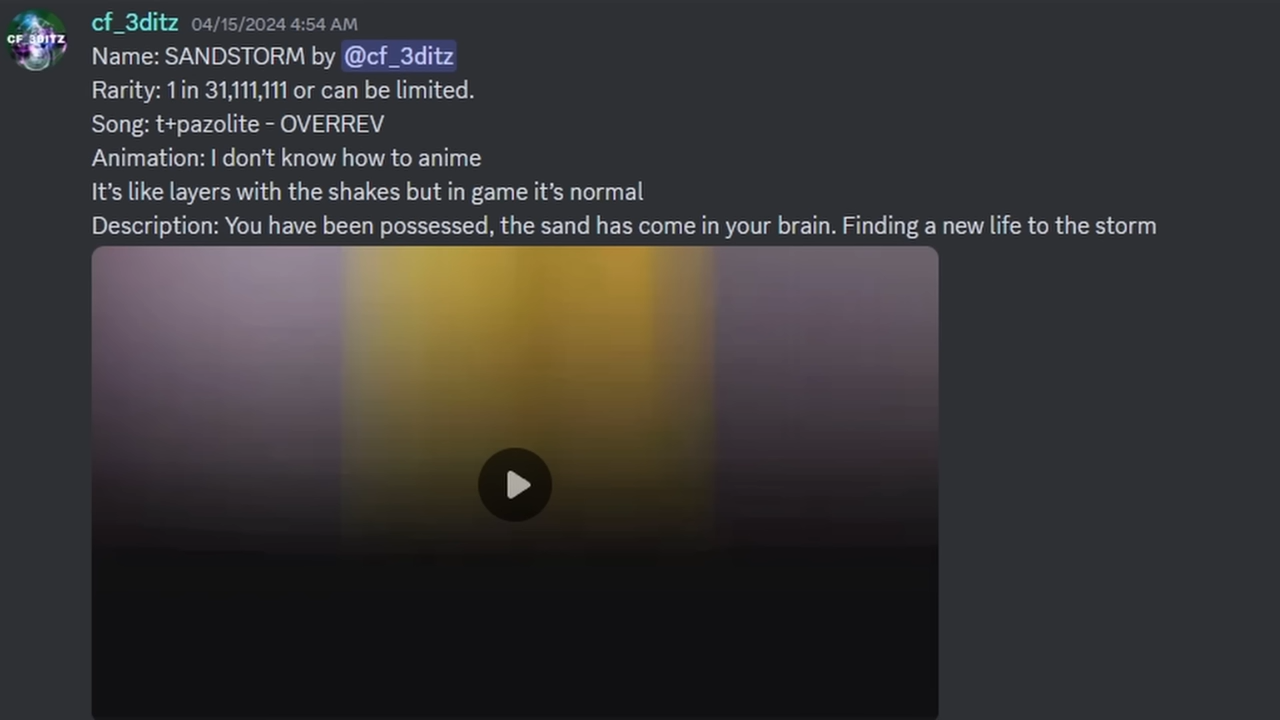 CF_3DITZ
cf_3ditz 04/15/2024 4:54 AM
Name: SANDSTORM by @cf_3ditz
Rarity: 1 in 31,111,111 or can be limited.
Song: t+pazolite - OVERREV
Animation: I don’t know how to anime
It’s like layers with the shakes but in game it’s normal
Description: You have been possessed, the sand has come in your brain. Finding a new life to the storm